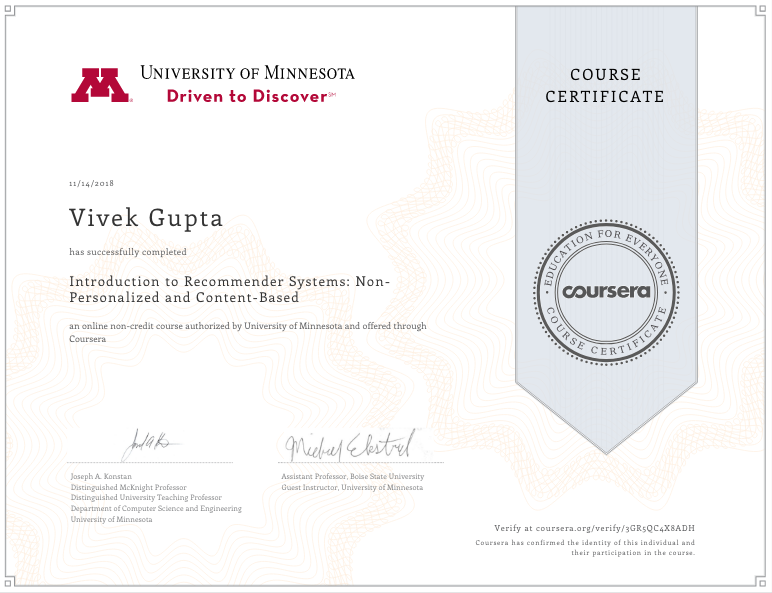 UNIVERSITY OF MINNESOTA
Driven to Discover℠
COURSE
CERTIFICATE
11/14/2018
Vivek Gupta
has successfully completed
Introduction to Recommender Systems: Non-
Personalized and Content-Based
an online non-credit course authorized by University of Minnesota and offered through
Coursera
EDUCATION FOR EVERYONE
coursera
COURSE CERTIFICATE
Michael Ekstrand
Joseph A. Konstan
Distinguished McKnight Professor
Distinguished University Teaching Professor
Department of Computer Science and Engineering
University of Minnesota
Assistant Professor, Boise State University
Guest Instructor, University of Minnesota
Verify at coursera.org/verify/3GR5QC4X8ADH
Coursera has confirmed the identity of this individual and
their participation in the course.